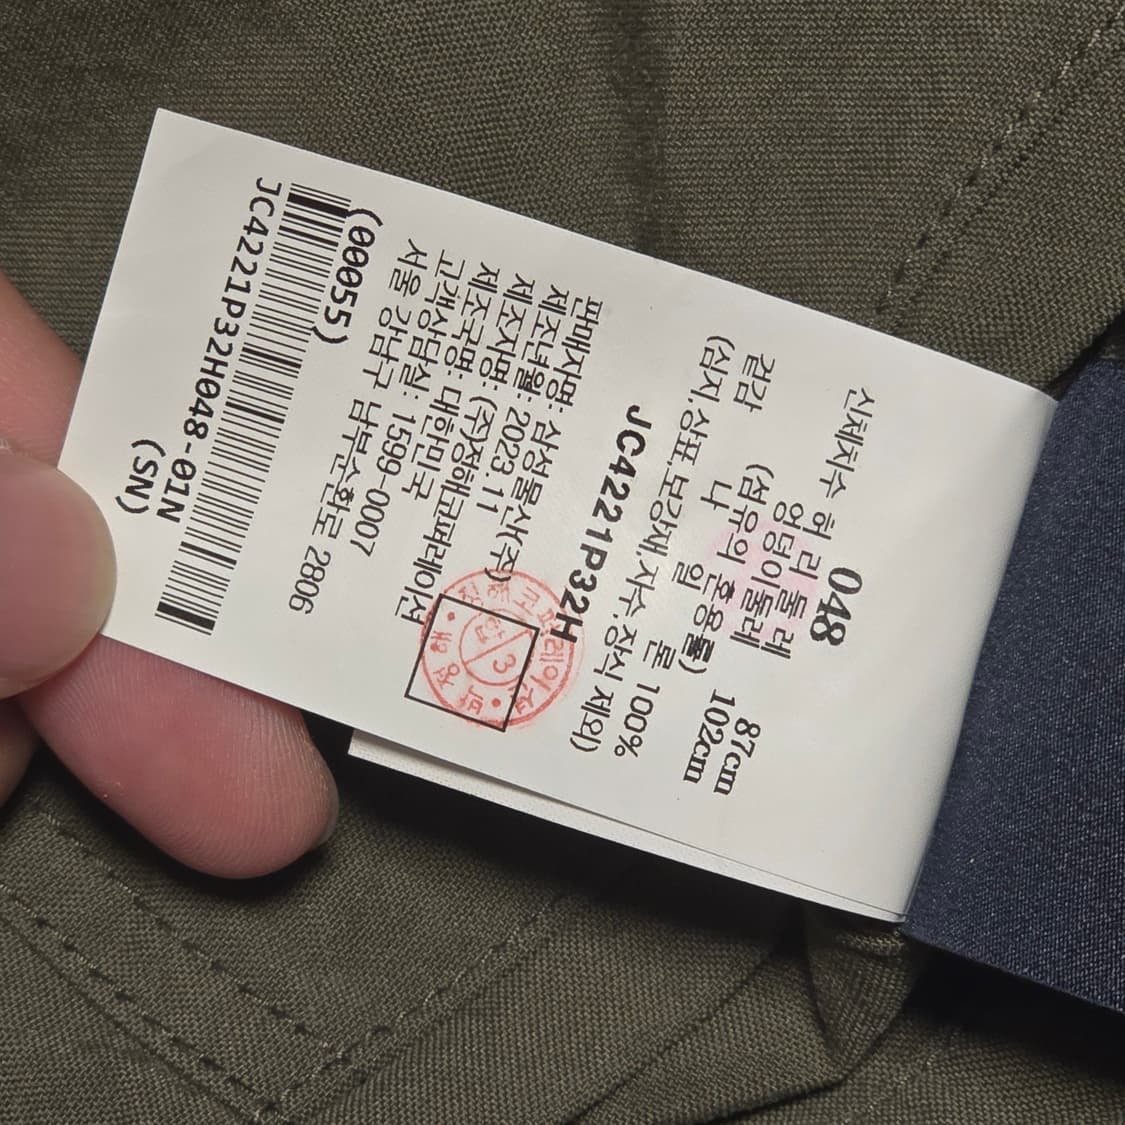 048
신체치수 허 리 둘 레 87cm
엉덩이둘레 102cm
(섬유의 혼용률)
겉감 나 일 론 100%
(심지,상표,보강재,자수,장식 제외)
JC4221P32H
판매자명: 삼성물산(주)
제조년월: 2023.11
제조자명: (주)정해코퍼레이션
제조국명: 대한민국
고객상담실: 1599-0007
서울 강남구 남부순환로 2806
(00055)
JC4221P32H048-01N
(SN)